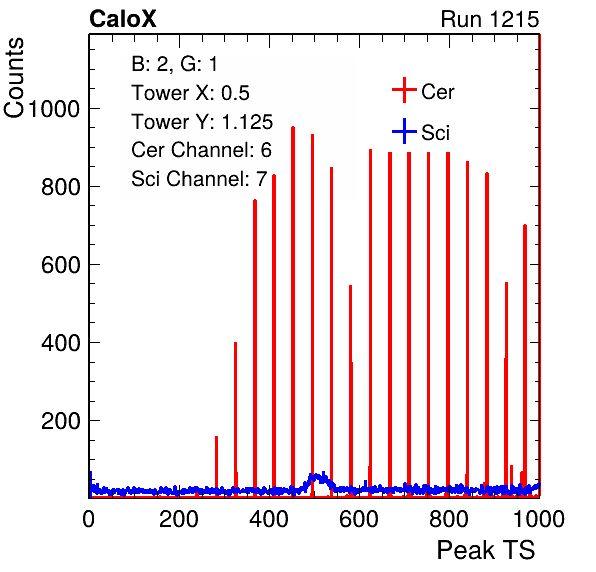 CaloX Run 1215
B: 2, G: 1
Tower X: 0.5
Tower Y: 1.125
Cer Channel: 6
Sci Channel: 7
Cer
Sci
Counts
1000
800
600
400
200
0 200 400 600 800 1000
Peak TS